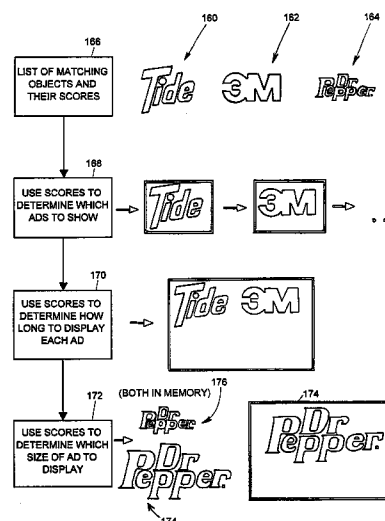 160
162
164
166
LIST OF MATCHING
OBJECTS AND
THEIR SCORES
Tide
3M
Dr
Pepper.
168
USE SCORES TO
DETERMINE WHICH
ADS TO SHOW
Tide
3M
170
USE SCORES TO
DETERMINE HOW
LONG TO DISPLAY
EACH AD
Tide 3M
172
USE SCORES TO
DETERMINE WHICH
SIZE OF AD TO
DISPLAY
(BOTH IN MEMORY)
176
Dr
Pepper.
Dr
Pepper.
174
174
Dr
Pepper.